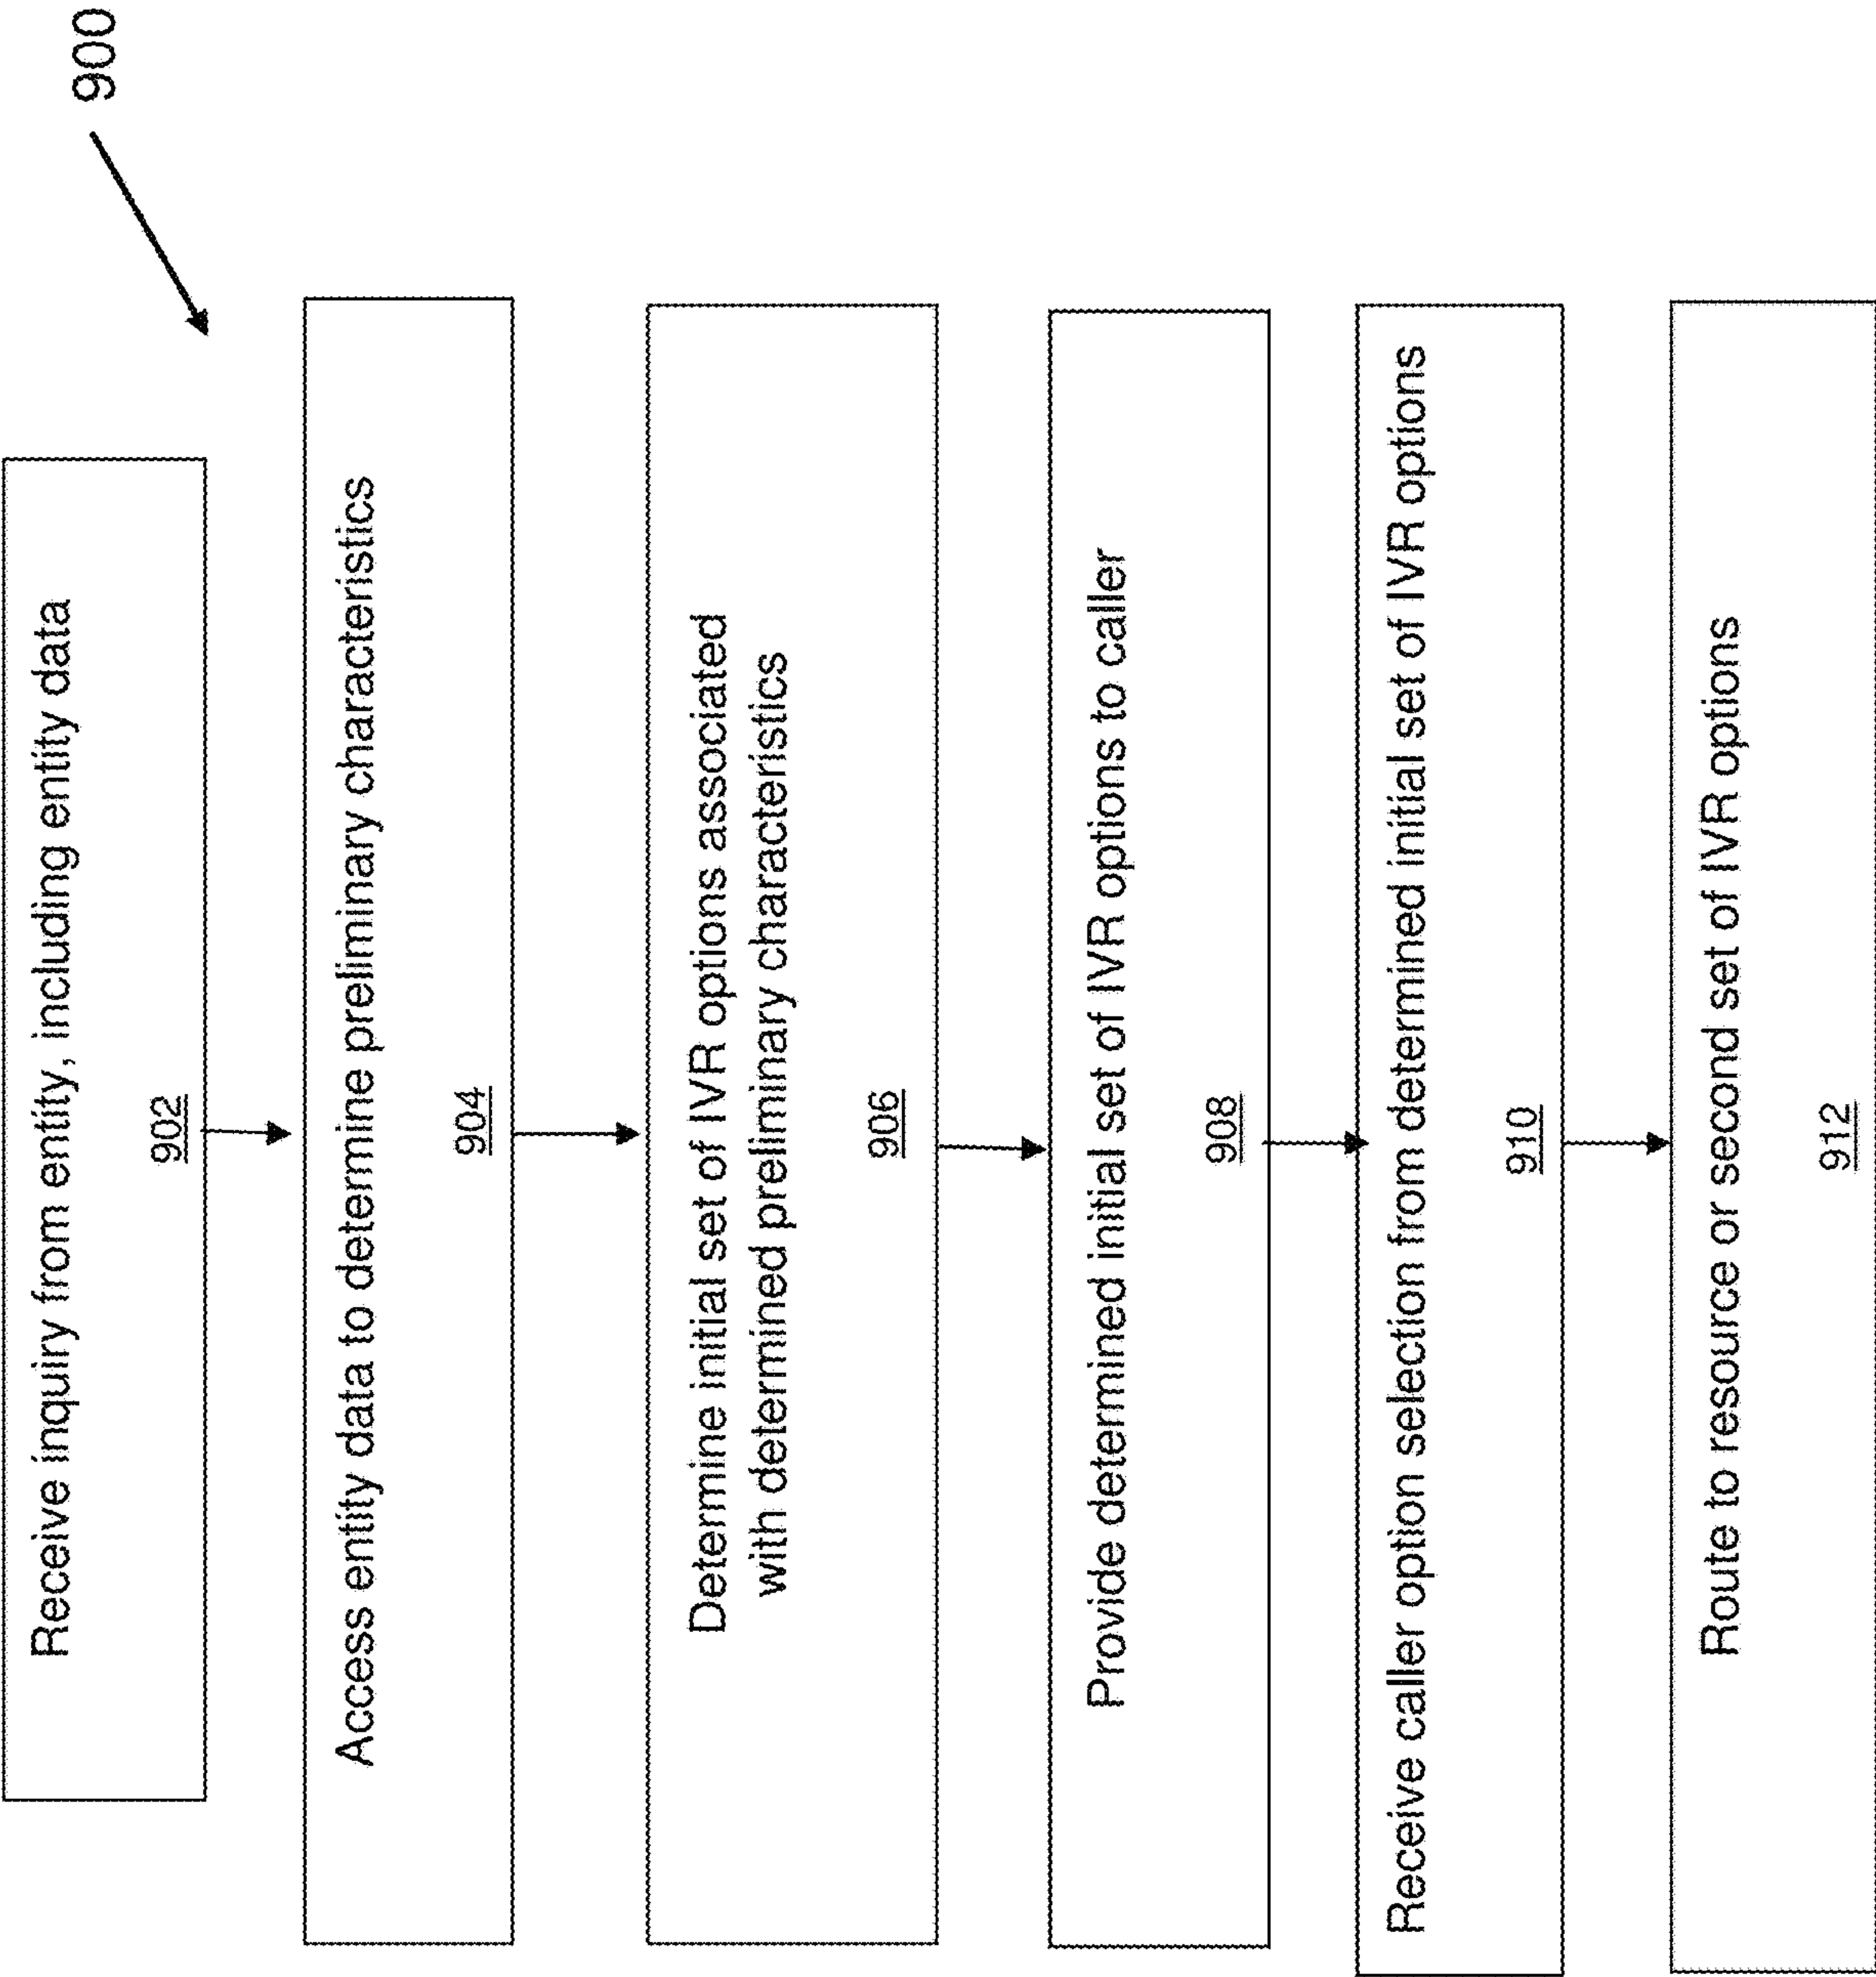 900
Receive inquiry from entity, including entity data
902
Access entity data to determine preliminary characteristics
904
Determine initial set of IVR options associated
with determined preliminary characteristics
906
Provide determined initial set of IVR options to caller
908
Receive caller option selection from determined initial set of IVR options
910
Route to resource or second set of IVR options
912